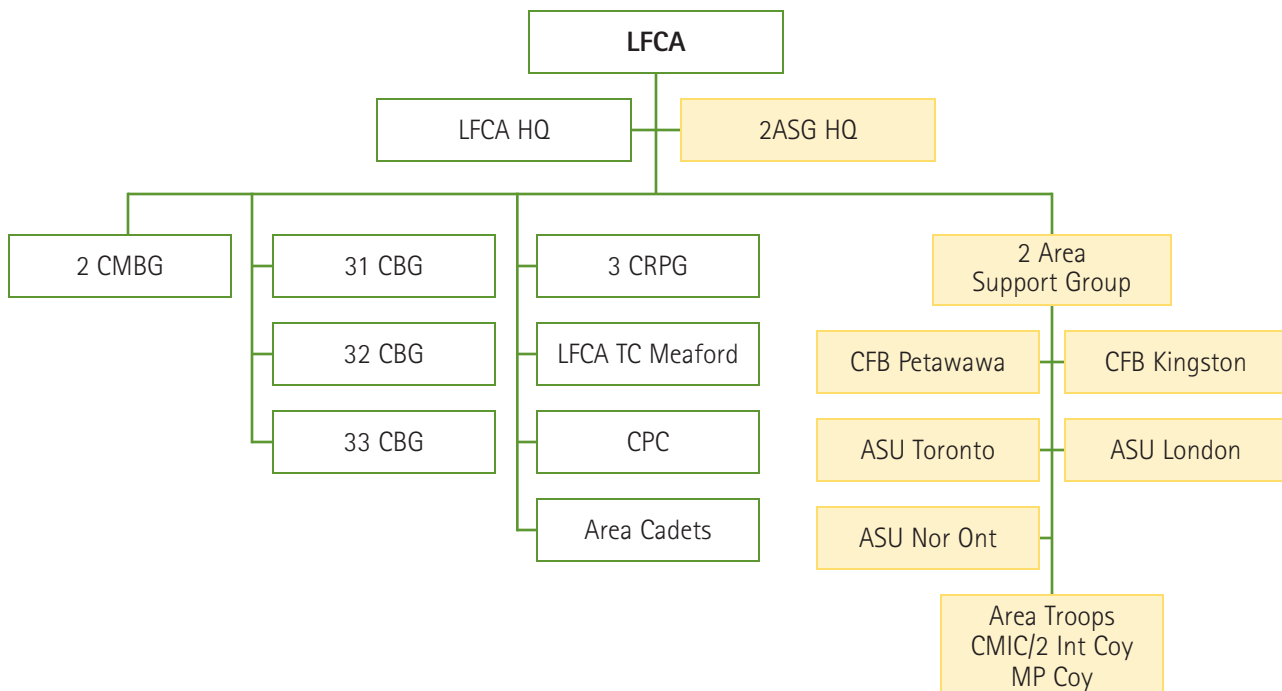 LFCA
LFCA HQ
2ASG HQ
2 CMBG
31 CBG
3 CRPG
2 Area
Support Group
32 CBG
LFCA TC Meaford
CFB Petawawa
CFB Kingston
33 CBG
CPC
ASU Toronto
ASU London
Area Cadets
ASU Nor Ont
Area Troops
CMIC/2 Int Coy
MP Coy